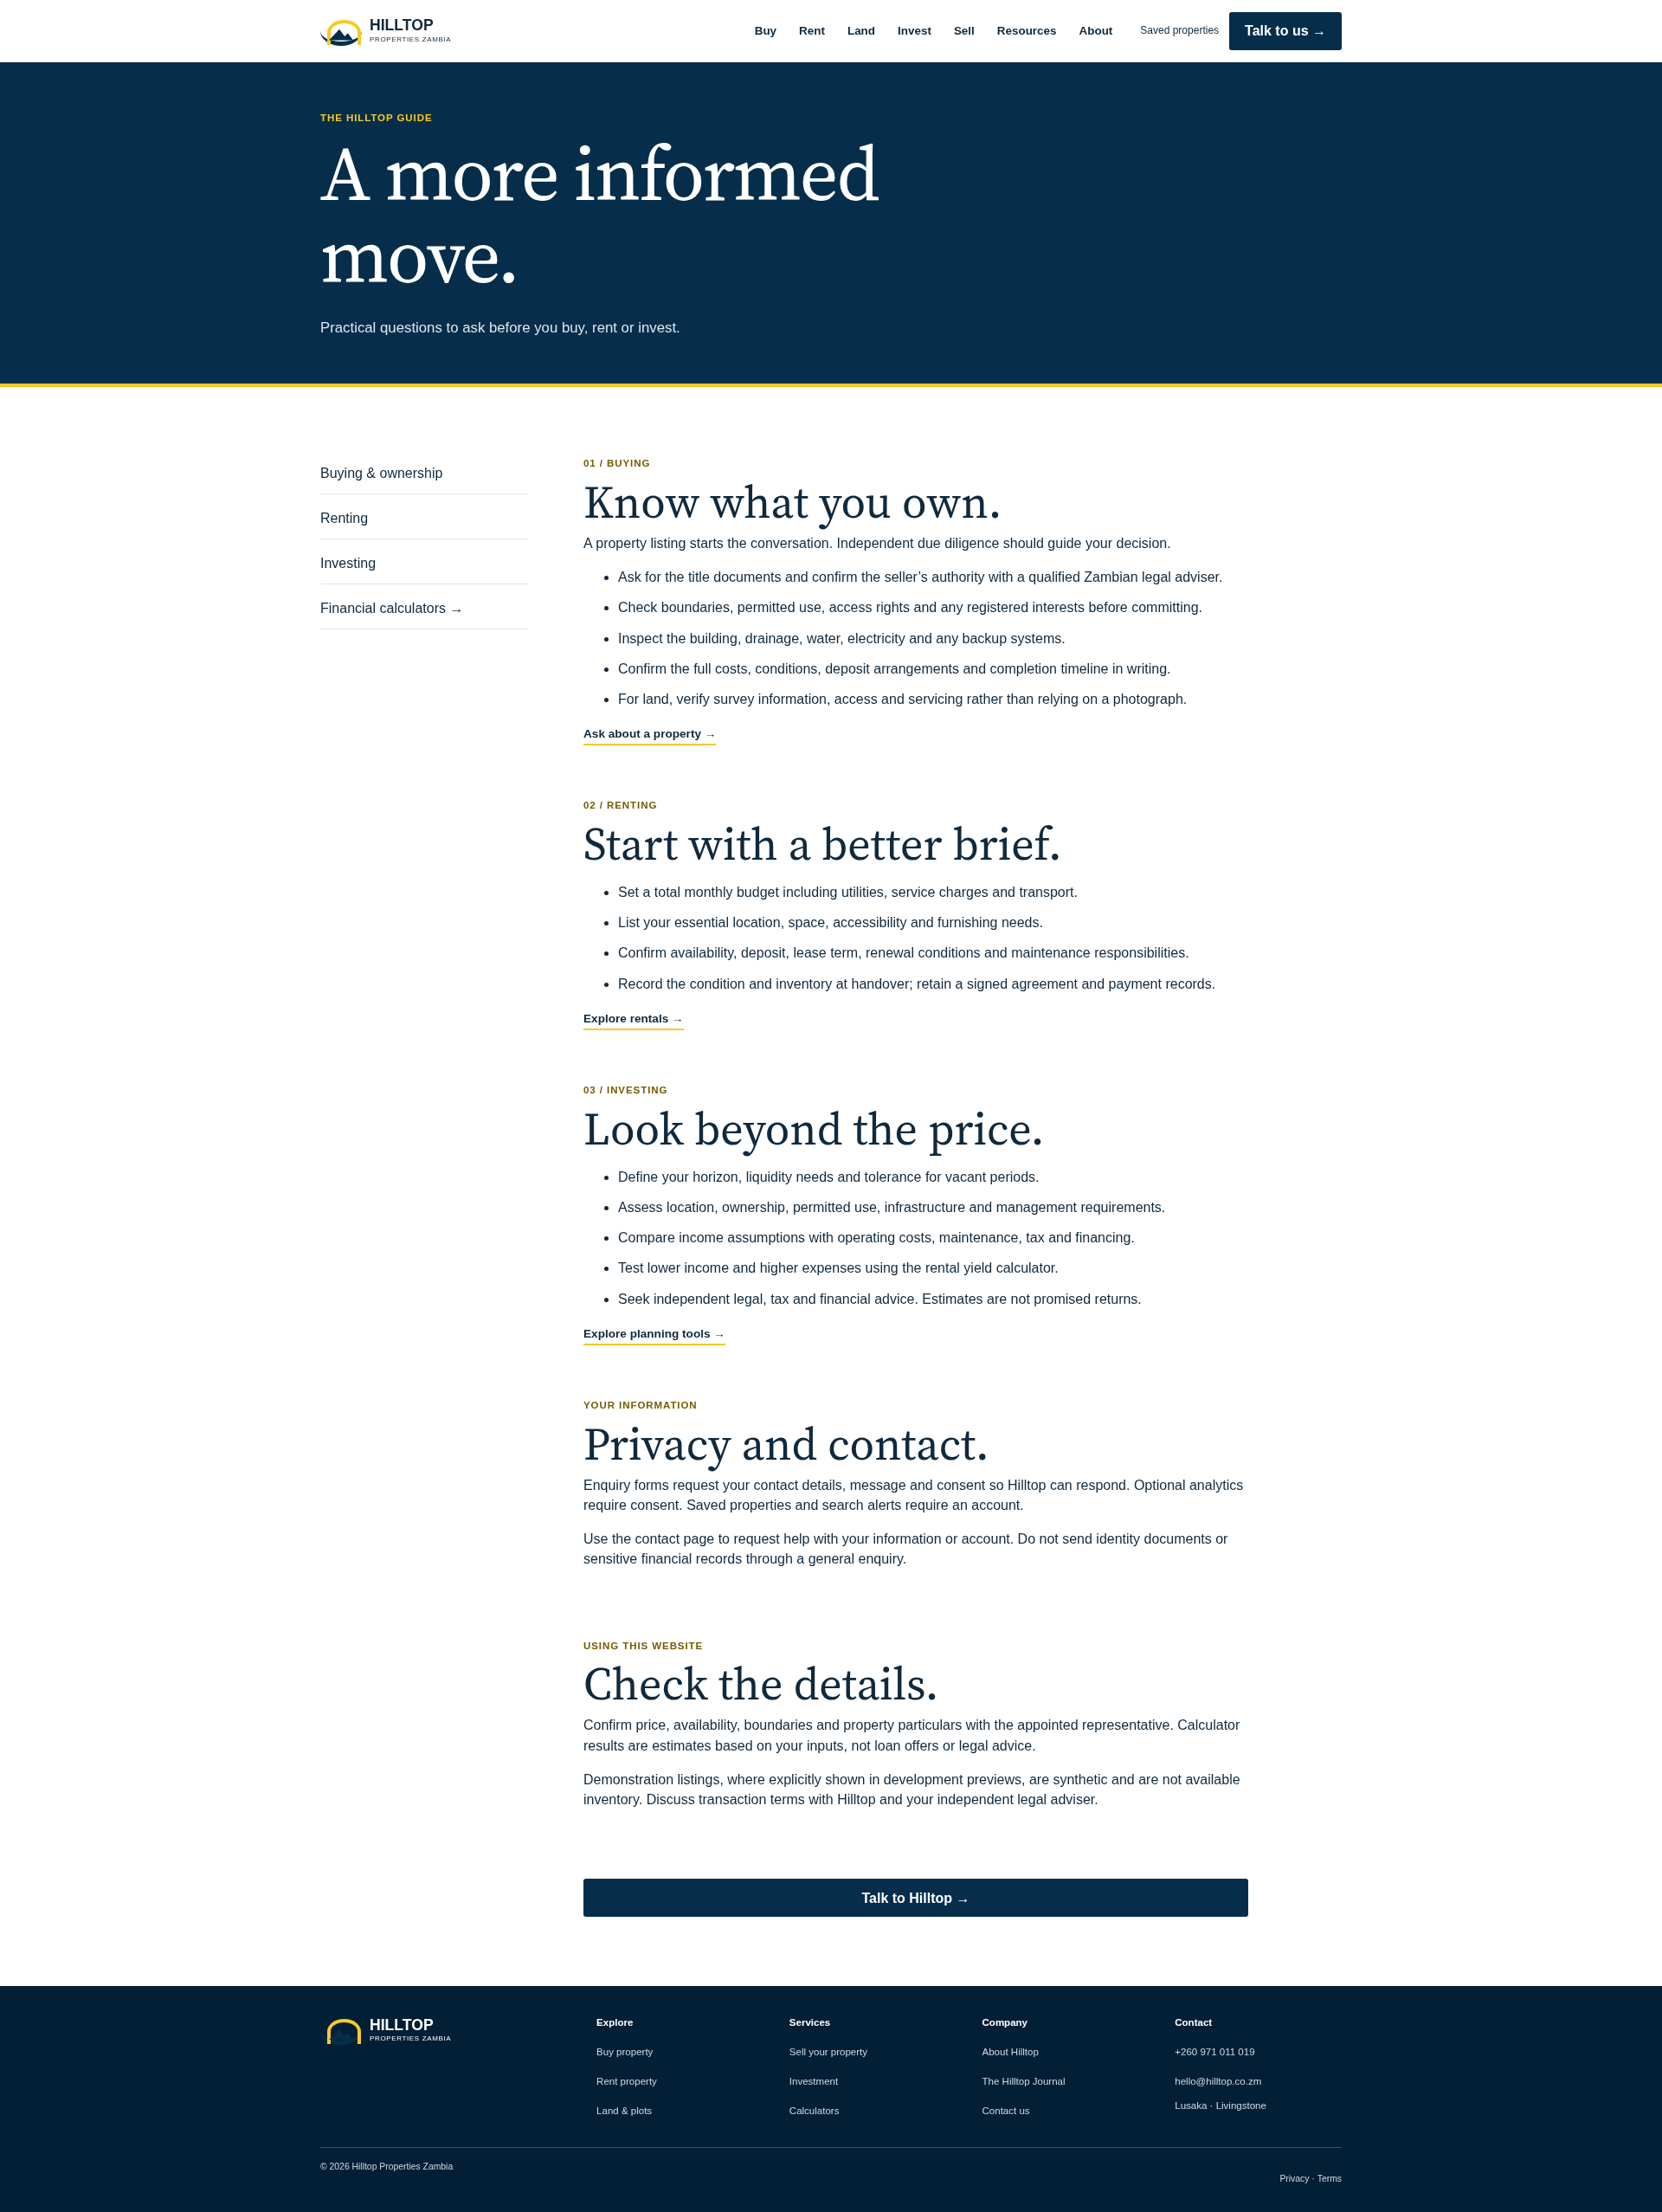 HILLTOP
PROPERTIES ZAMBIA
Buy Rent Land Invest Sell Resources About Saved properties Talk to us →
THE HILLTOP GUIDE
A more informed
move.
Practical questions to ask before you buy, rent or invest.
Buying & ownership
Renting
Investing
Financial calculators →
01 / BUYING
Know what you own.
A property listing starts the conversation. Independent due diligence should guide your decision.
• Ask for the title documents and confirm the seller’s authority with a qualified Zambian legal adviser.
• Check boundaries, permitted use, access rights and any registered interests before committing.
• Inspect the building, drainage, water, electricity and any backup systems.
• Confirm the full costs, conditions, deposit arrangements and completion timeline in writing.
• For land, verify survey information, access and servicing rather than relying on a photograph.
Ask about a property →
02 / RENTING
Start with a better brief.
• Set a total monthly budget including utilities, service charges and transport.
• List your essential location, space, accessibility and furnishing needs.
• Confirm availability, deposit, lease term, renewal conditions and maintenance responsibilities.
• Record the condition and inventory at handover; retain a signed agreement and payment records.
Explore rentals →
03 / INVESTING
Look beyond the price.
• Define your horizon, liquidity needs and tolerance for vacant periods.
• Assess location, ownership, permitted use, infrastructure and management requirements.
• Compare income assumptions with operating costs, maintenance, tax and financing.
• Test lower income and higher expenses using the rental yield calculator.
• Seek independent legal, tax and financial advice. Estimates are not promised returns.
Explore planning tools →
YOUR INFORMATION
Privacy and contact.
Enquiry forms request your contact details, message and consent so Hilltop can respond. Optional analytics
require consent. Saved properties and search alerts require an account.
Use the contact page to request help with your information or account. Do not send identity documents or
sensitive financial records through a general enquiry.
USING THIS WEBSITE
Check the details.
Confirm price, availability, boundaries and property particulars with the appointed representative. Calculator
results are estimates based on your inputs, not loan offers or legal advice.
Demonstration listings, where explicitly shown in development previews, are synthetic and are not available
inventory. Discuss transaction terms with Hilltop and your independent legal adviser.
Talk to Hilltop →
HILLTOP
PROPERTIES ZAMBIA
Explore
Buy property
Rent property
Land & plots
Services
Sell your property
Investment
Calculators
Company
About Hilltop
The Hilltop Journal
Contact us
Contact
+260 971 011 019
hello@hilltop.co.zm
Lusaka · Livingstone
© 2026 Hilltop Properties Zambia
Privacy · Terms